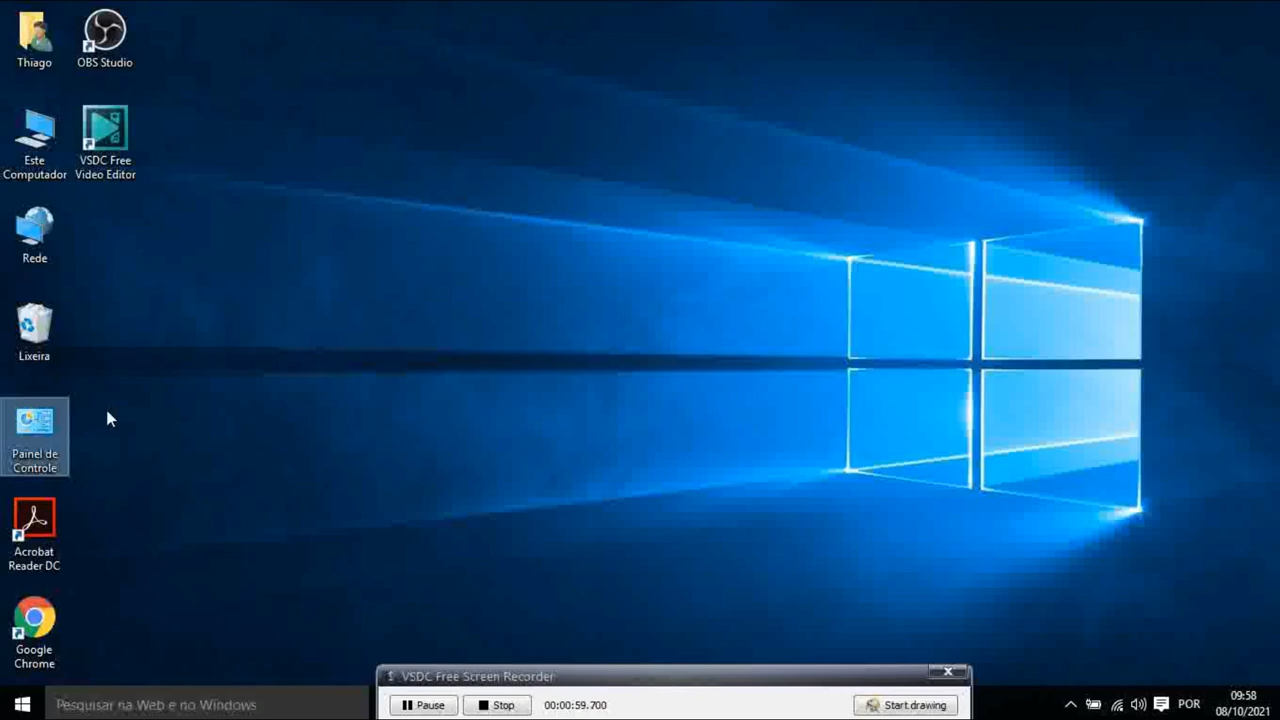 Thiago
OBS Studio
Este
Computador
VSDC Free
Video Editor
Rede
Lixeira
Painel de
Controle
Acrobat
Reader DC
Google
Chrome
VSDC Free Screen Recorder
Pause
Stop
00:00:59.700
Start drawing
Pesquisar na Web e no Windows
POR
09:58
08/10/2021